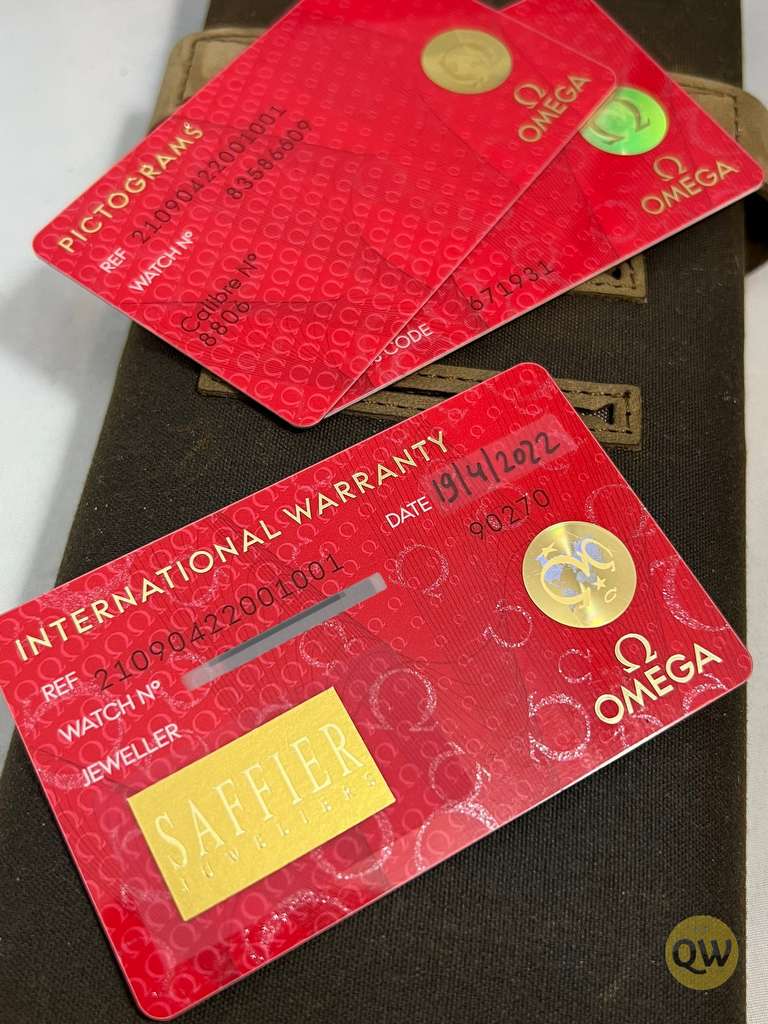 PICTOGRAMS
REF 21090422001001
WATCH Nº 83586609
Calibre Nº
8806
Ω
OMEGA
Ω
OMEGA
CODE 671931
INTERNATIONAL WARRANTY
DATE 19/4/2022
90270
REF 21090422001001
WATCH Nº
JEWELLER
SAFFIER
JUWELIERS
Ω
OMEGA
QW